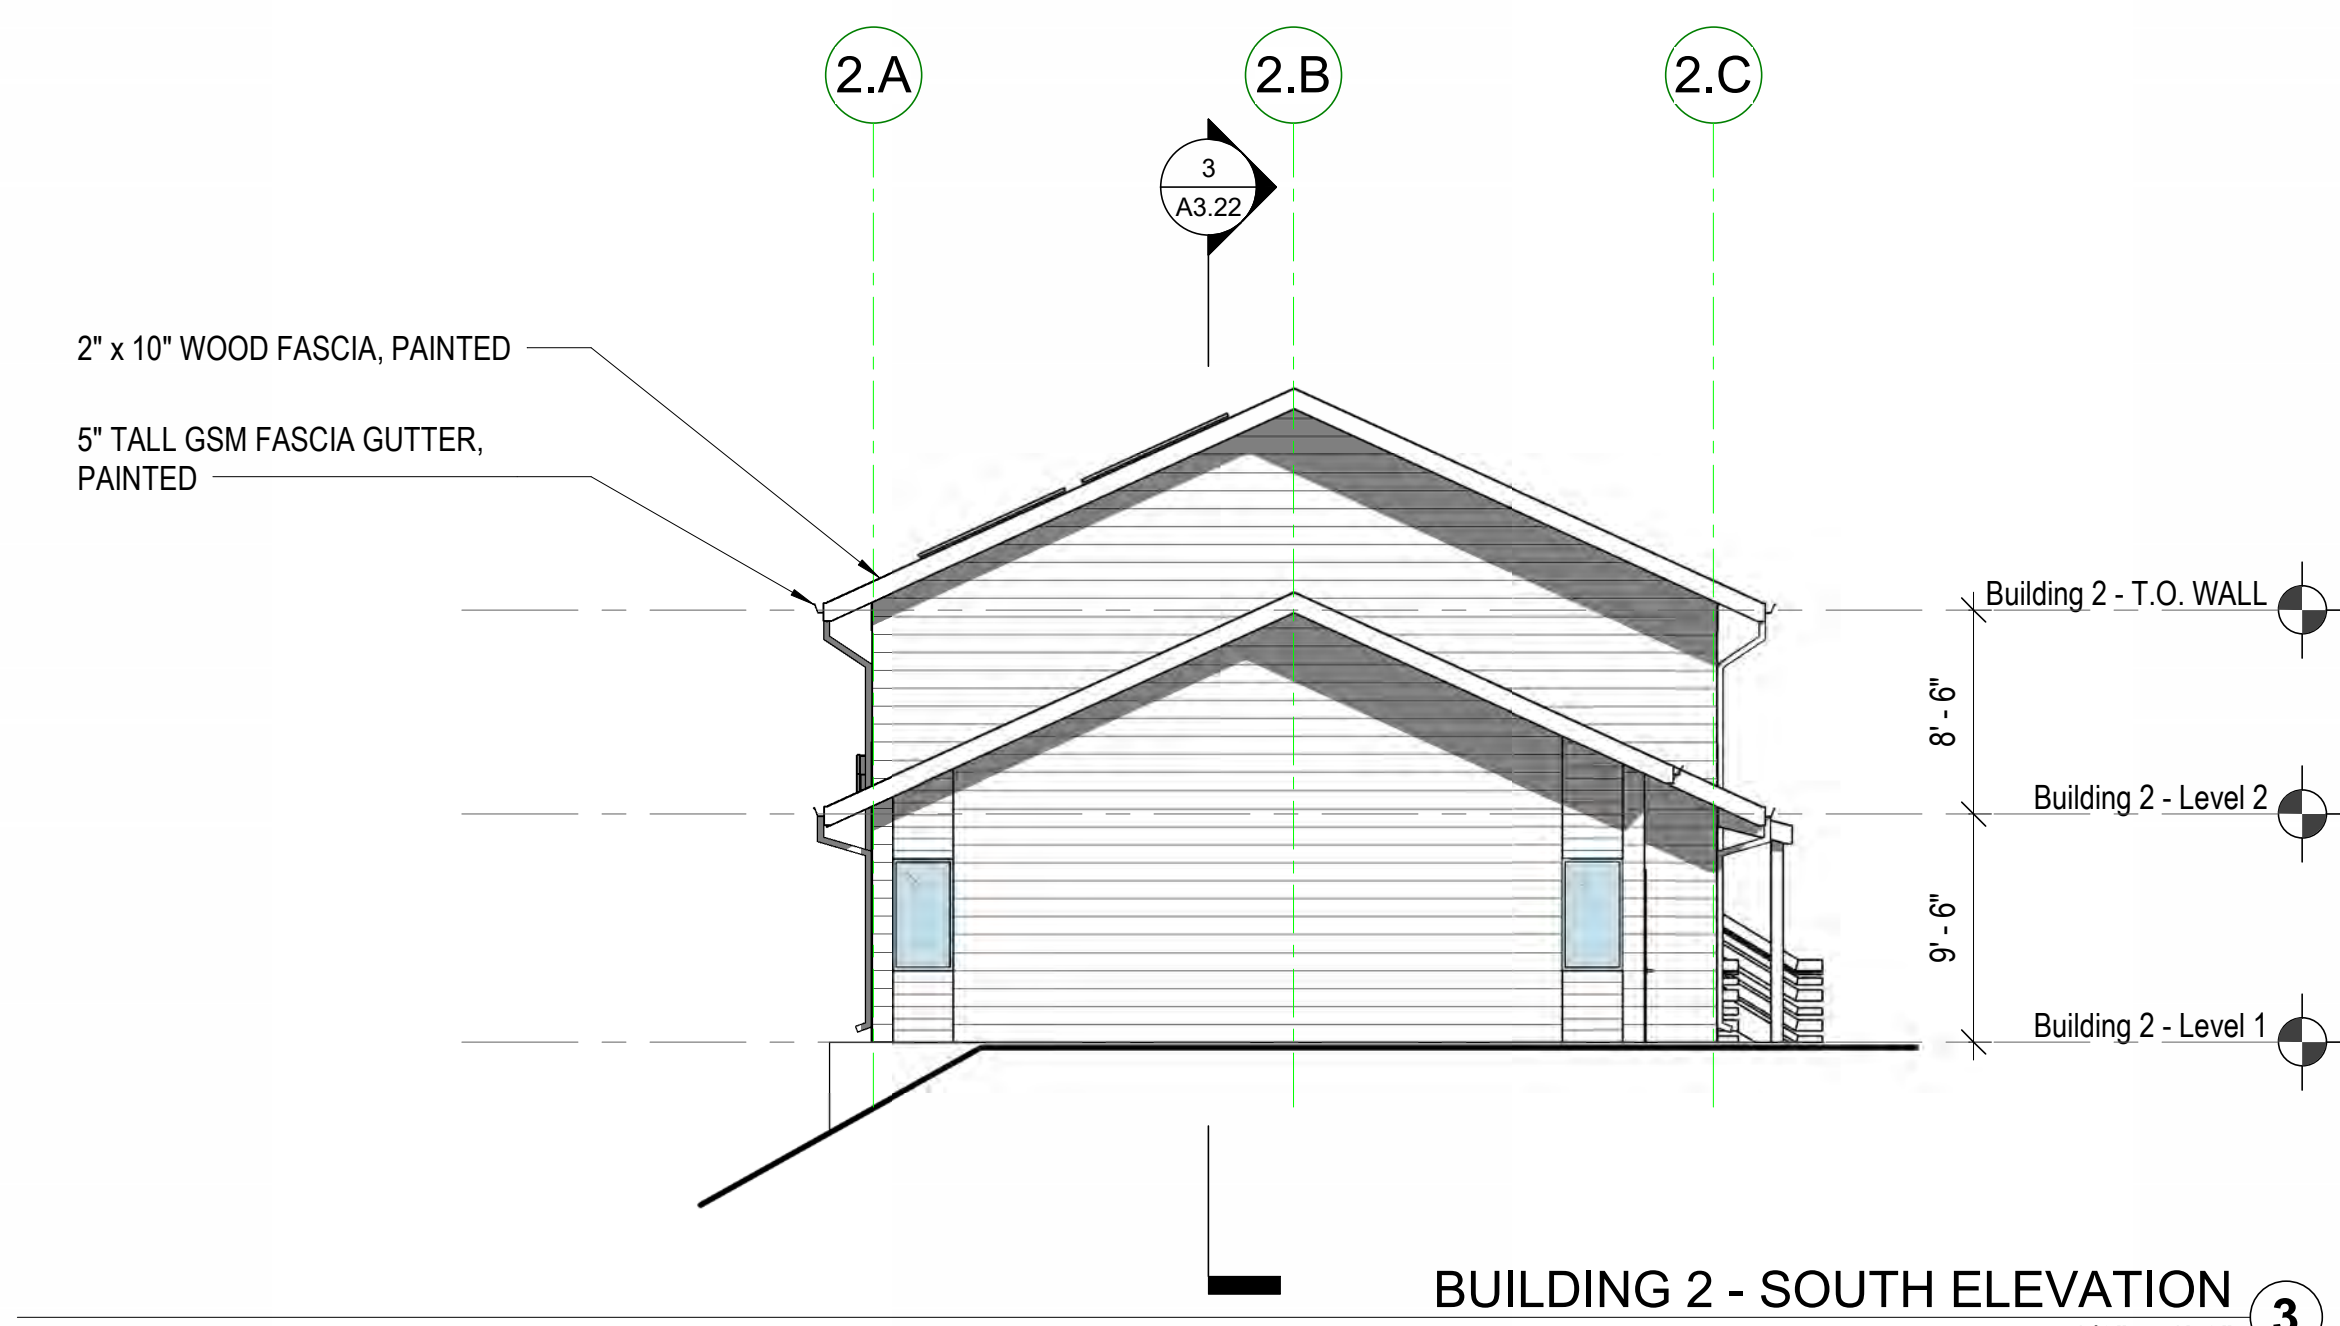 2.A
2.B
2.C
3
A3.22
2" x 10" WOOD FASCIA, PAINTED
5" TALL GSM FASCIA GUTTER,
PAINTED
Building 2 - T.O. WALL
8' - 6"
Building 2 - Level 2
9' - 6"
Building 2 - Level 1
BUILDING 2 - SOUTH ELEVATION
3